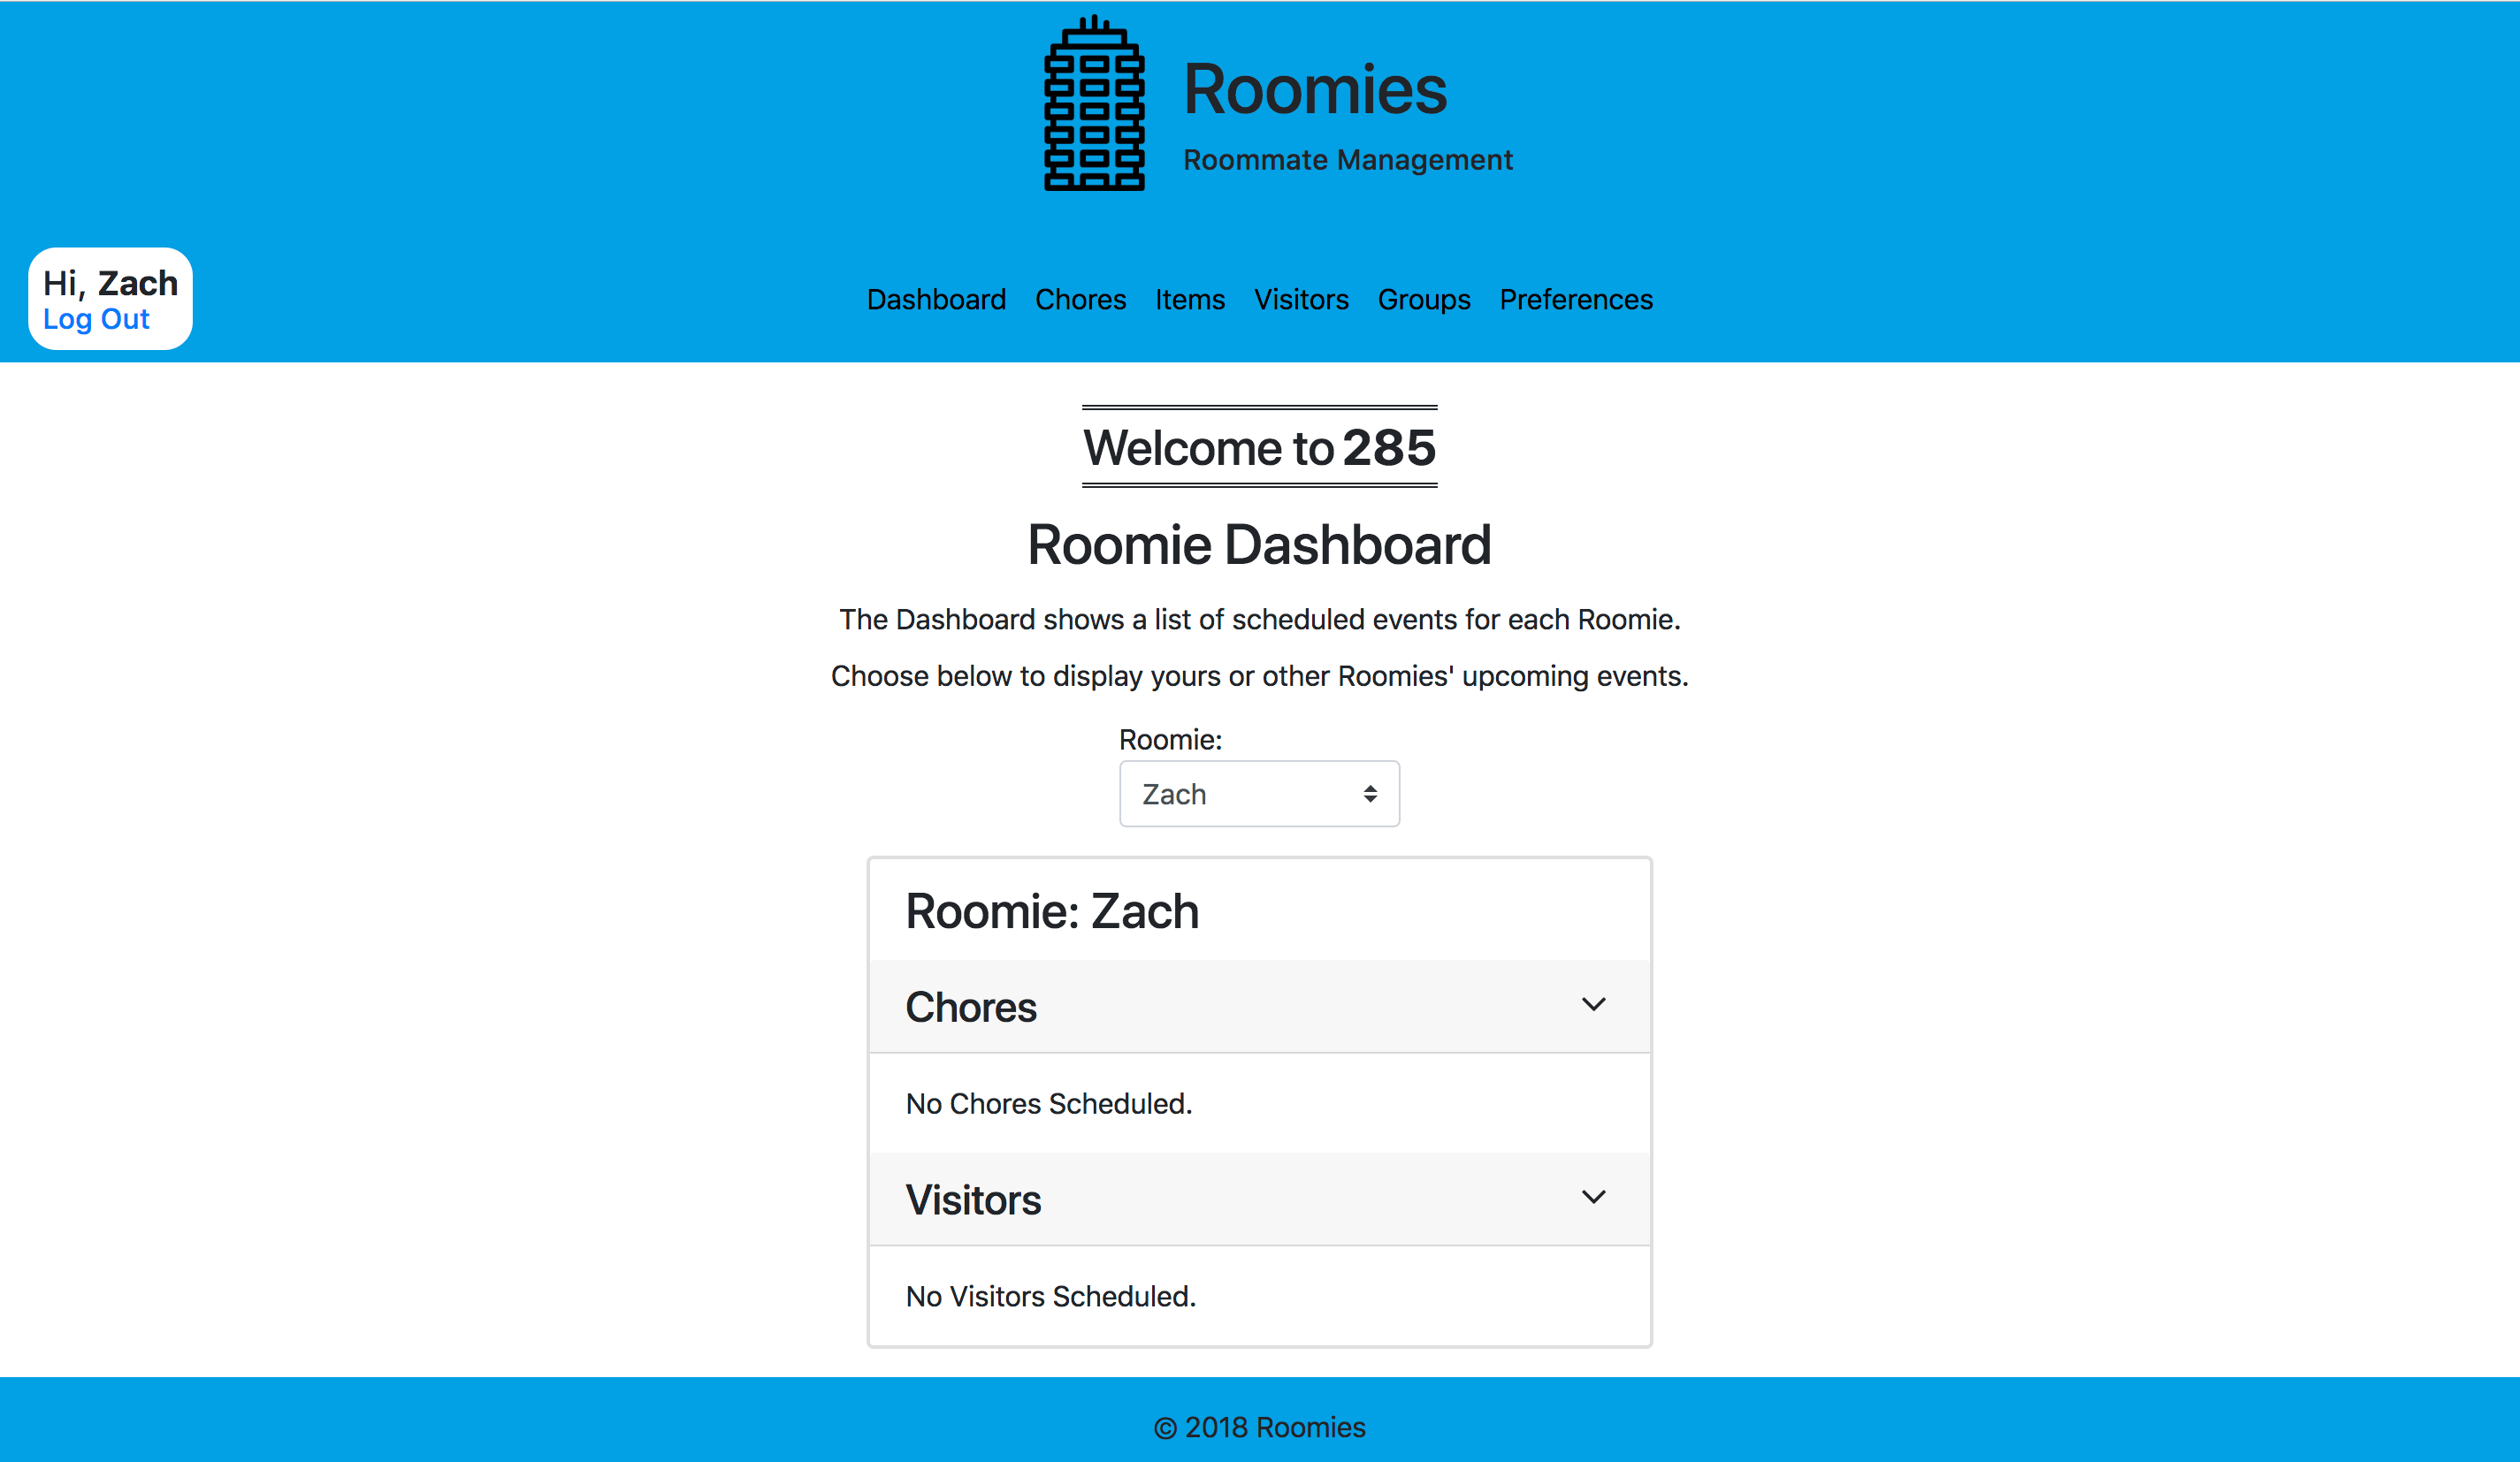 Roomies
Roommate Management
Hi, Zach
Log Out
Dashboard Chores Items Visitors Groups Preferences
Welcome to 285
Roomie Dashboard
The Dashboard shows a list of scheduled events for each Roomie.
Choose below to display yours or other Roomies' upcoming events.
Roomie:
Zach
Roomie: Zach
Chores
No Chores Scheduled.
Visitors
No Visitors Scheduled.
© 2018 Roomies